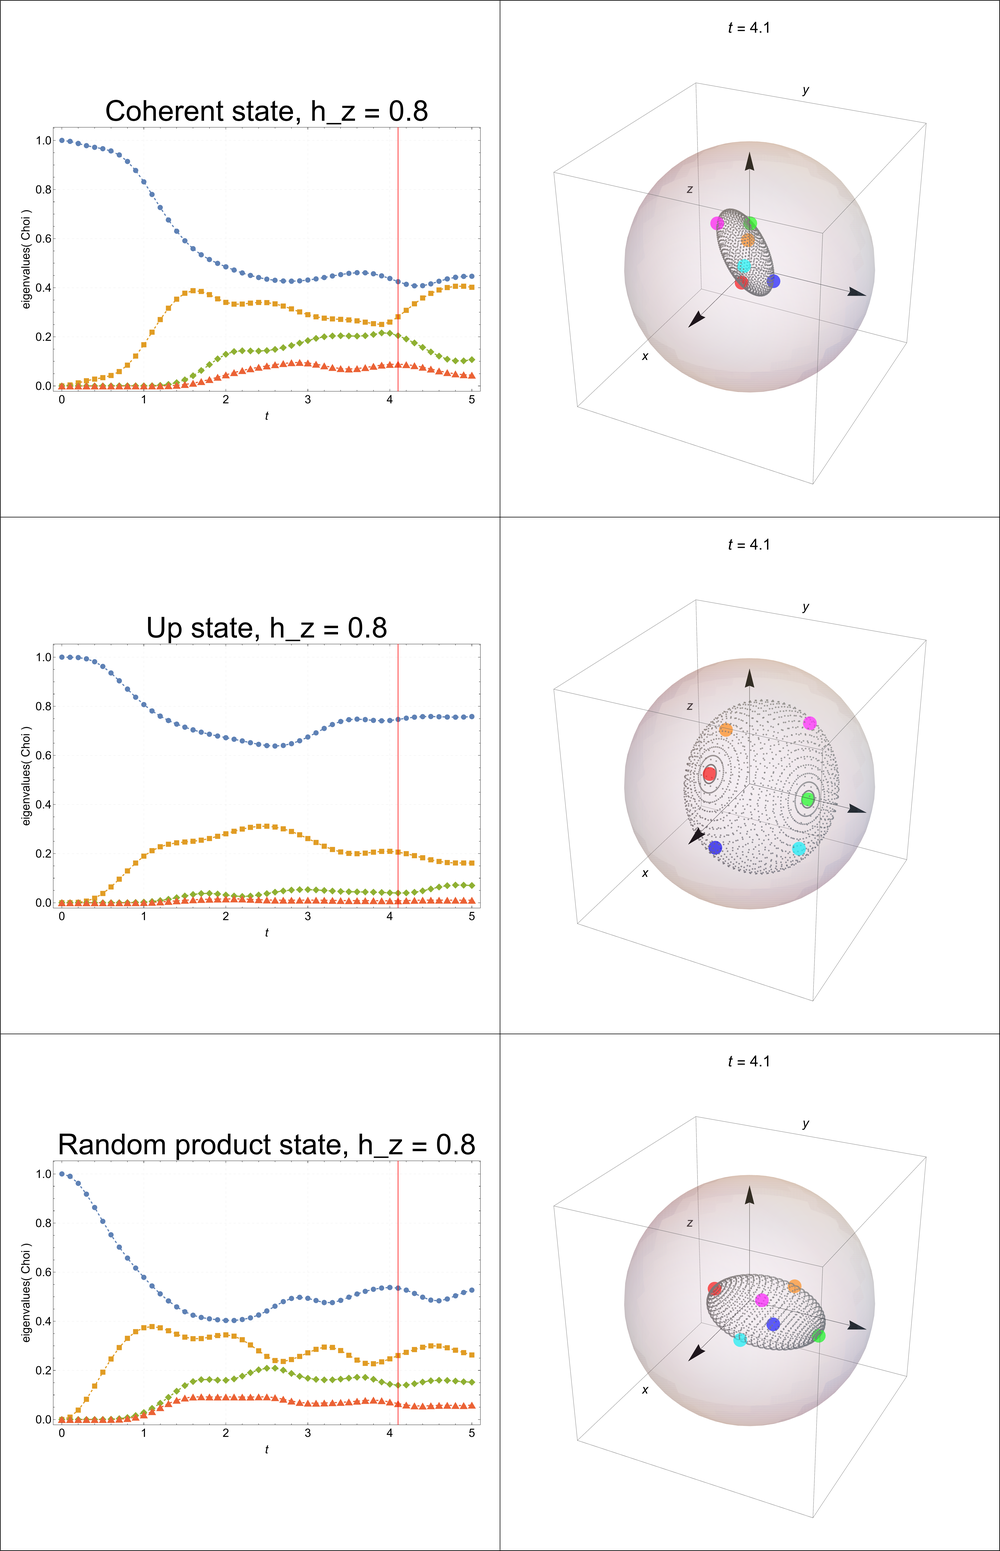 Coherent state, h_z = 0.8
eigenvalues( Choi )
1.0
0.8
0.6
0.4
0.2
0.0
0 1 2 3 4 5
t
t = 4.1
y
z
x
Up state, h_z = 0.8
eigenvalues( Choi )
1.0
0.8
0.6
0.4
0.2
0.0
0 1 2 3 4 5
t
t = 4.1
y
z
x
Random product state, h_z = 0.8
eigenvalues( Choi )
1.0
0.8
0.6
0.4
0.2
0.0
0 1 2 3 4 5
t
t = 4.1
y
z
x